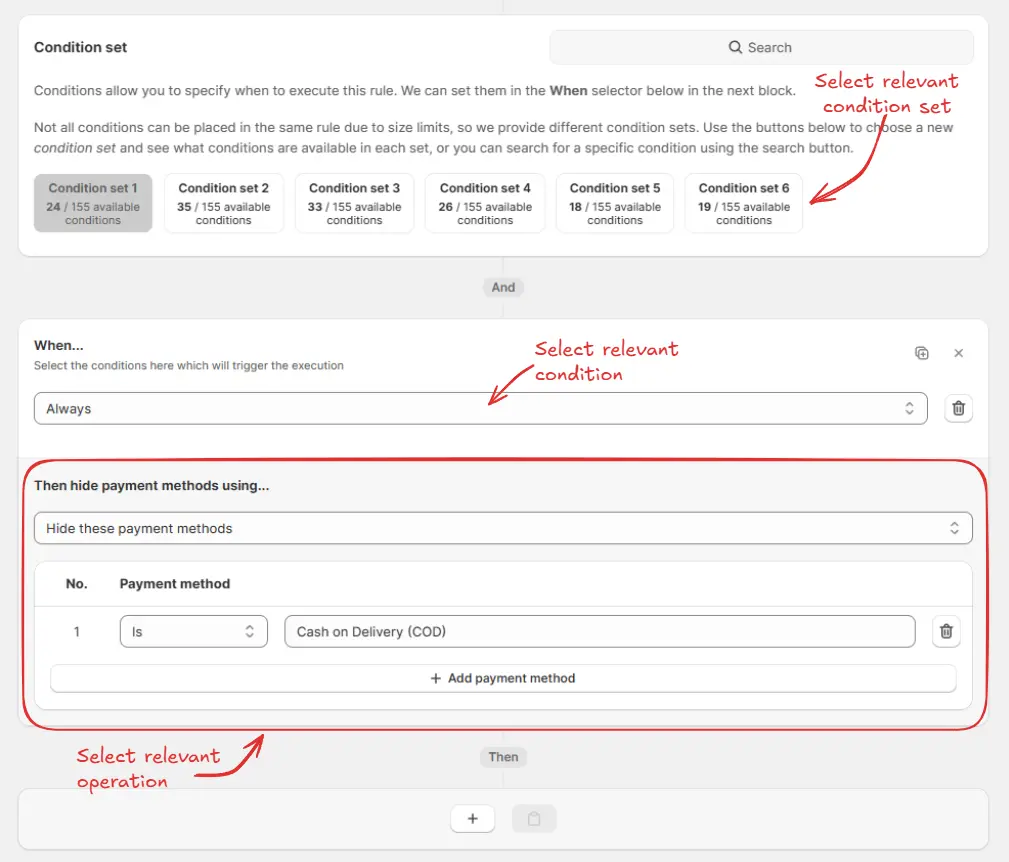 Condition set
Search
Conditions allow you to specify when to execute this rule. We can set them in the When selector below in the next block.
Select relevant
condition set
Not all conditions can be placed in the same rule due to size limits, so we provide different condition sets. Use the buttons below to choose a new
condition set and see what conditions are available in each set, or you can search for a specific condition using the search button.
Condition set 1
24 / 155 available
conditions
Condition set 2
35 / 155 available
conditions
Condition set 3
33 / 155 available
conditions
Condition set 4
26 / 155 available
conditions
Condition set 5
18 / 155 available
conditions
Condition set 6
19 / 155 available
conditions
And
When...
Select the conditions here which will trigger the execution
Select relevant
condition
Always
Then hide payment methods using...
Hide these payment methods
No. Payment method
1 Is Cash on Delivery (COD)
+ Add payment method
Select relevant
operation
Then
+